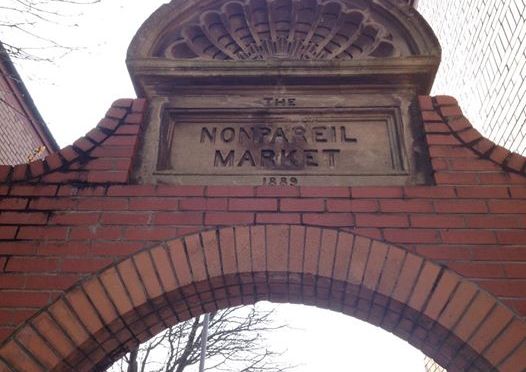 THE
NONPAREIL
MARKET
1889